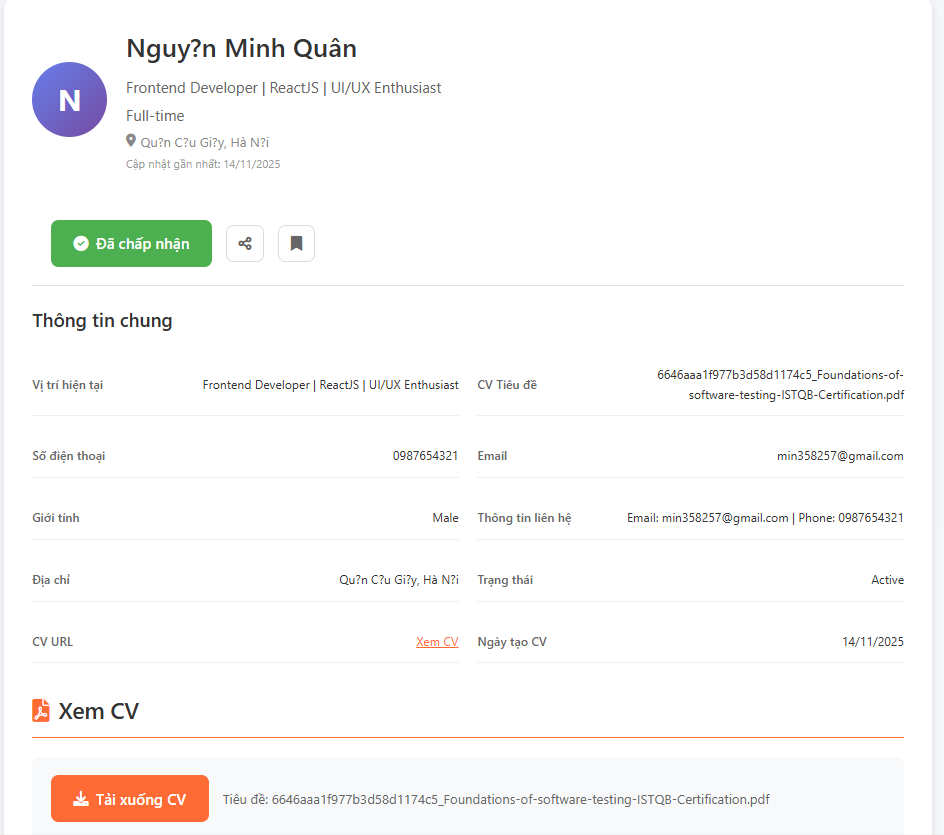 Nguy?n Minh Quân
N
Frontend Developer | ReactJS | UI/UX Enthusiast
Full-time
Qu?n C?u Gi?y, Hà N?i
Cập nhật gần nhất: 14/11/2025
Đã chấp nhận
Thông tin chung
Vị trí hiện tại
Frontend Developer | ReactJS | UI/UX Enthusiast
CV Tiêu đề
6646aaa1f977b3d58d1174c5_Foundations-of-
software-testing-ISTQB-Certification.pdf
Số điện thoại
0987654321
Email
min358257@gmail.com
Giới tính
Male
Thông tin liên hệ
Email: min358257@gmail.com | Phone: 0987654321
Địa chỉ
Qu?n C?u Gi?y, Hà N?i
Trạng thái
Active
CV URL
Xem CV
Ngày tạo CV
14/11/2025
Xem CV
Tải xuống CV
Tiêu đề: 6646aaa1f977b3d58d1174c5_Foundations-of-software-testing-ISTQB-Certification.pdf